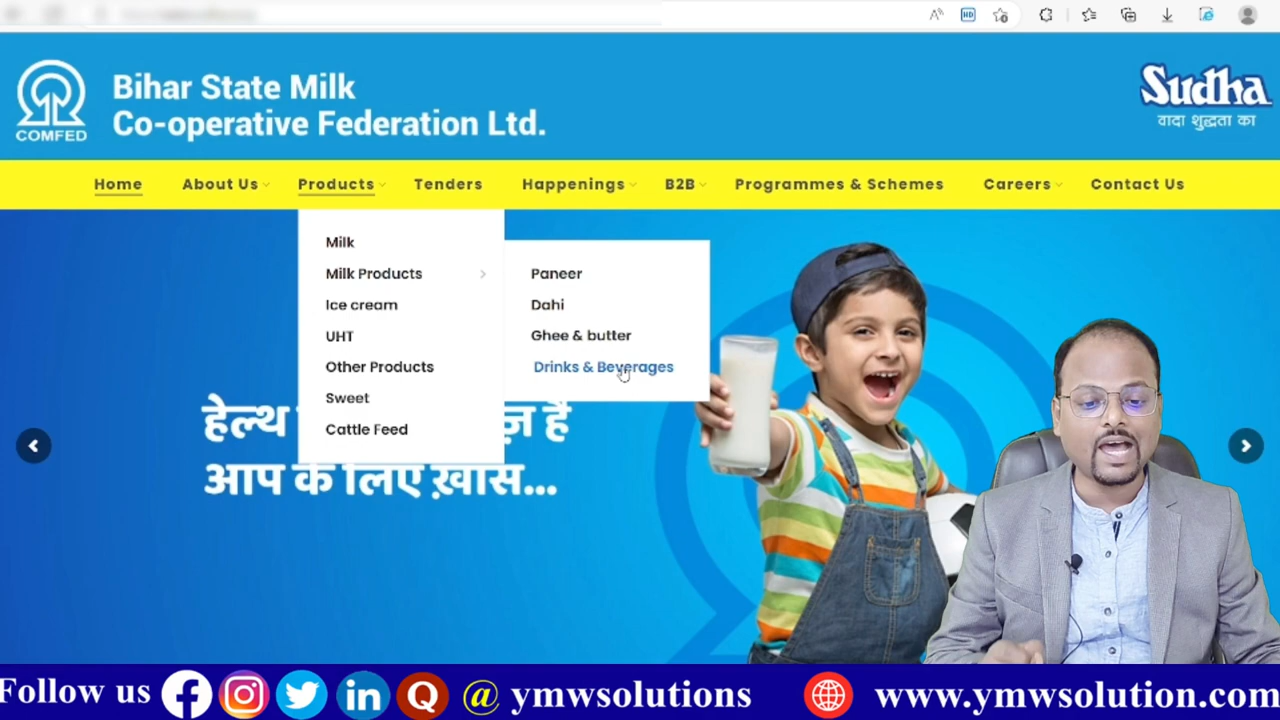 HD
Bihar State Milk
Co-operative Federation Ltd.
COMFED
Sudha
वादा शुद्धता का
Home About Us Products Tenders Happenings B2B Programmes & Schemes Careers Contact Us
Milk
Milk Products
Ice cream
UHT
Other Products
Sweet
Cattle Feed
Paneer
Dahi
Ghee & butter
Drinks & Beverages
हेल्थ
है
आप के लिए ख़ास...
Follow us @ ymwsolutions www.ymwsolution.com